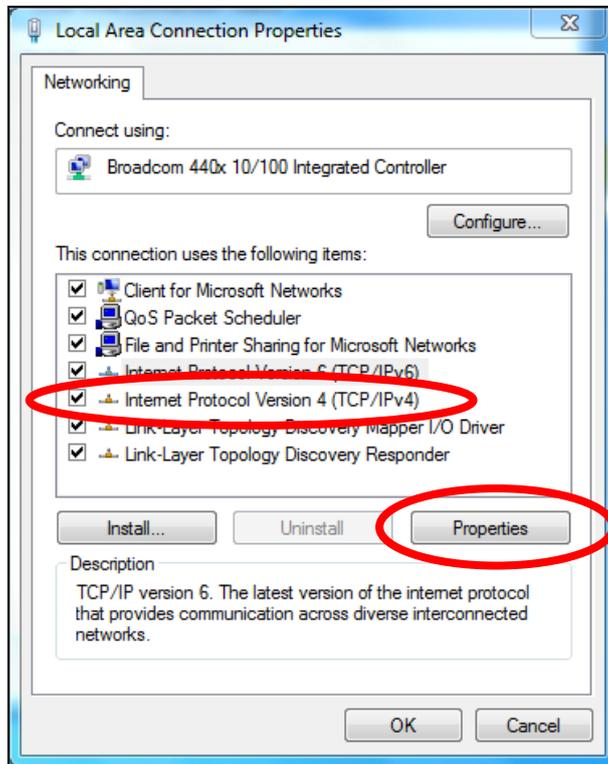 Local Area Connection Properties
Networking
Connect using:
Broadcom 440x 10/100 Integrated Controller
Configure...
This connection uses the following items:
Client for Microsoft Networks
QoS Packet Scheduler
File and Printer Sharing for Microsoft Networks
Internet Protocol Version 6 (TCP/IPv6)
Internet Protocol Version 4 (TCP/IPv4)
Link-Layer Topology Discovery Mapper I/O Driver
Link-Layer Topology Discovery Responder
Install...
Uninstall
Properties
Description
TCP/IP version 6. The latest version of the internet protocol
that provides communication across diverse interconnected
networks.
OK
Cancel